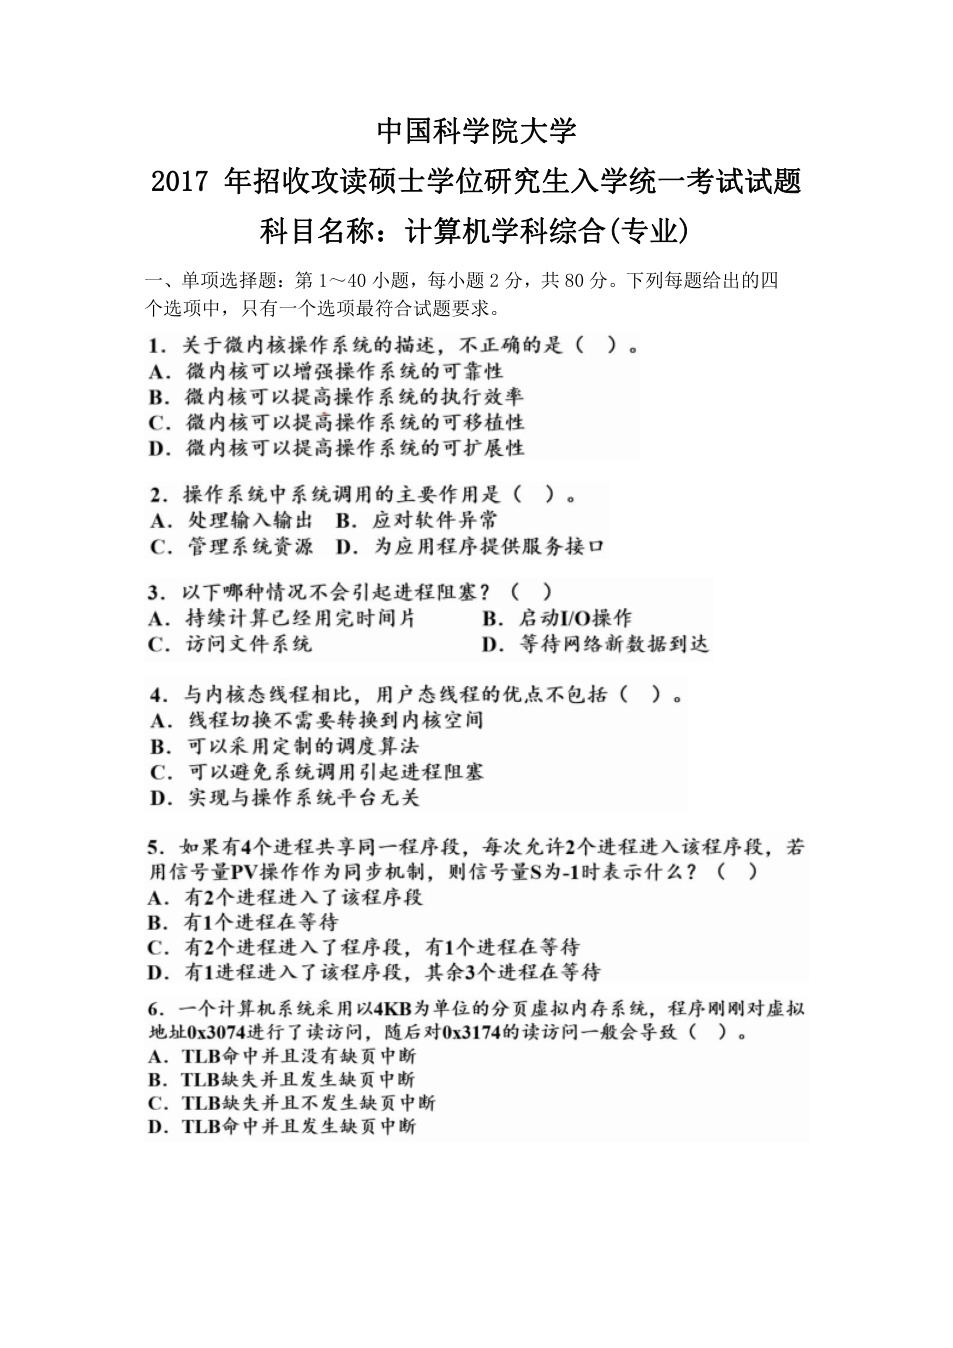 中国科学院大学
2017 年招收攻读硕士学位研究生入学统一考试试题
科目名称：计算机学科综合(专业)
一、单项选择题：第 1～40 小题，每小题 2 分，共 80 分。下列每题给出的四
个选项中，只有一个选项最符合试题要求。
1．关于微内核操作系统的描述，不正确的是（　）。
A．微内核可以增强操作系统的可靠性
B．微内核可以提高操作系统的执行效率
C．微内核可以提高操作系统的可移植性
D．微内核可以提高操作系统的可扩展性
2．操作系统中系统调用的主要作用是（　）。
A．处理输入输出　B．应对软件异常
C．管理系统资源　D．为应用程序提供服务接口
3．以下哪种情况不会引起进程阻塞？（　）
A．持续计算已经用完时间片　B．启动I/O操作
C．访问文件系统　D．等待网络新数据到达
4．与内核态线程相比，用户态线程的优点不包括（　）。
A．线程切换不需要转换到内核空间
B．可以采用定制的调度算法
C．可以避免系统调用引起进程阻塞
D．实现与操作系统平台无关
5．如果有4个进程共享同一程序段，每次允许2个进程进入该程序段，若
用信号量PV操作作为同步机制，则信号量S为-1时表示什么？（　）
A．有2个进程进入了该程序段
B．有1个进程在等待
C．有2个进程进入了程序段，有1个进程在等待
D．有1进程进入了该程序段，其余3个进程在等待
6．一个计算机系统采用以4KB为单位的分页虚拟内存系统，程序刚刚对虚拟
地址0x3074进行了读访问，随后对0x3174的读访问一般会导致（　）。
A．TLB命中并且没有缺页中断
B．TLB缺失并且发生缺页中断
C．TLB缺失并且不发生缺页中断
D．TLB命中并且发生缺页中断